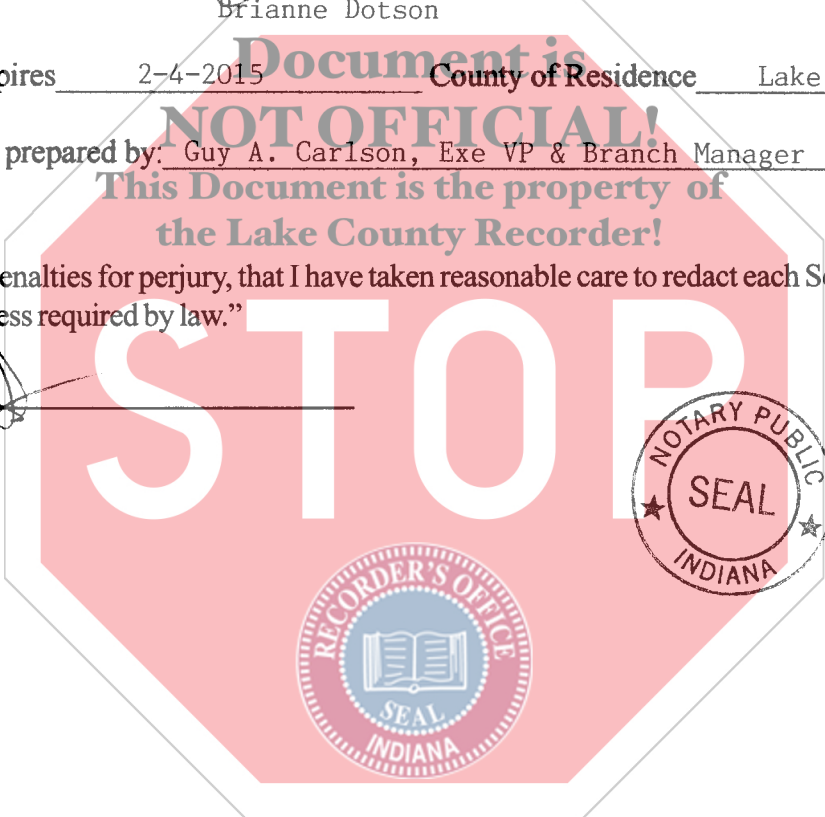 Brianne Dotson
Document is
pires 2-4-2015 County of Residence Lake
NOT OFFICIAL!
prepared by: Guy A. Carlson, Exe VP & Branch Manager
This Document is the property of
the Lake County Recorder!
enalties for perjury, that I have taken reasonable care to redact each S
ess required by law.”
STOP
NOTARY PUBLIC
SEAL
INDIANA
RECORDER'S OFFICE
SEAL
INDIANA